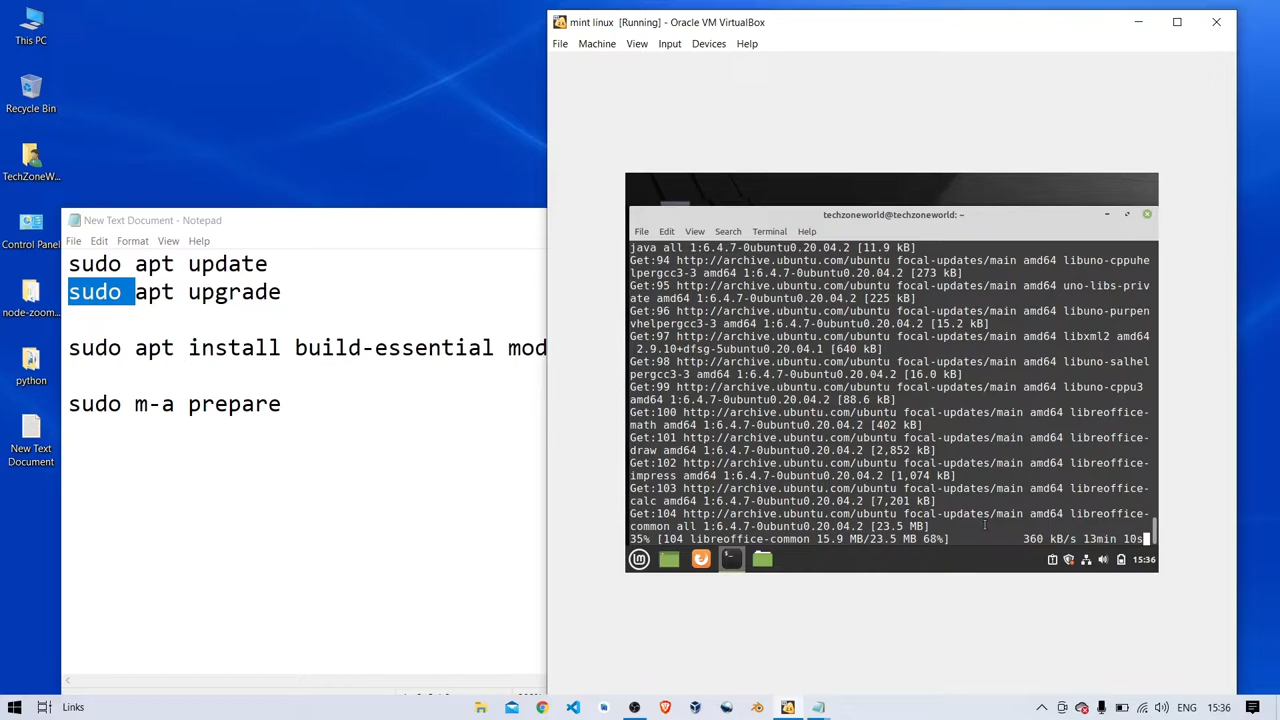 This PC
Recycle Bin
TechZoneW...
Control Panel
node-zoom...
python
New Text
Document
mint linux [Running] - Oracle VM VirtualBox
File Machine View Input Devices Help
New Text Document - Notepad
File Edit Format View Help
sudo apt update
sudo apt upgrade
sudo apt install build-essential mod
sudo m-a prepare
techzoneworld@techzoneworld: ~
File Edit View Search Terminal Help
java all 1:6.4.7-0ubuntu0.20.04.2 [11.9 kB]
Get:94 http://archive.ubuntu.com/ubuntu focal-updates/main amd64 libuno-cppuhe
lpergcc3-3 amd64 1:6.4.7-0ubuntu0.20.04.2 [273 kB]
Get:95 http://archive.ubuntu.com/ubuntu focal-updates/main amd64 uno-libs-priv
ate amd64 1:6.4.7-0ubuntu0.20.04.2 [225 kB]
Get:96 http://archive.ubuntu.com/ubuntu focal-updates/main amd64 libuno-purpen
vhelpergcc3-3 amd64 1:6.4.7-0ubuntu0.20.04.2 [15.2 kB]
Get:97 http://archive.ubuntu.com/ubuntu focal-updates/main amd64 libxml2 amd64
2.9.10+dfsg-5ubuntu0.20.04.1 [640 kB]
Get:98 http://archive.ubuntu.com/ubuntu focal-updates/main amd64 libuno-salhel
pergcc3-3 amd64 1:6.4.7-0ubuntu0.20.04.2 [16.0 kB]
Get:99 http://archive.ubuntu.com/ubuntu focal-updates/main amd64 libuno-cppu3
amd64 1:6.4.7-0ubuntu0.20.04.2 [88.6 kB]
Get:100 http://archive.ubuntu.com/ubuntu focal-updates/main amd64 libreoffice-
math amd64 1:6.4.7-0ubuntu0.20.04.2 [402 kB]
Get:101 http://archive.ubuntu.com/ubuntu focal-updates/main amd64 libreoffice-
draw amd64 1:6.4.7-0ubuntu0.20.04.2 [2,852 kB]
Get:102 http://archive.ubuntu.com/ubuntu focal-updates/main amd64 libreoffice-
impress amd64 1:6.4.7-0ubuntu0.20.04.2 [1,074 kB]
Get:103 http://archive.ubuntu.com/ubuntu focal-updates/main amd64 libreoffice-
calc amd64 1:6.4.7-0ubuntu0.20.04.2 [7,201 kB]
Get:104 http://archive.ubuntu.com/ubuntu focal-updates/main amd64 libreoffice-
common all 1:6.4.7-0ubuntu0.20.04.2 [23.5 MB]
35% [104 libreoffice-common 15.9 MB/23.5 MB 68%] 360 kB/s 13min 10s
15:36
Links
ENG 15:36